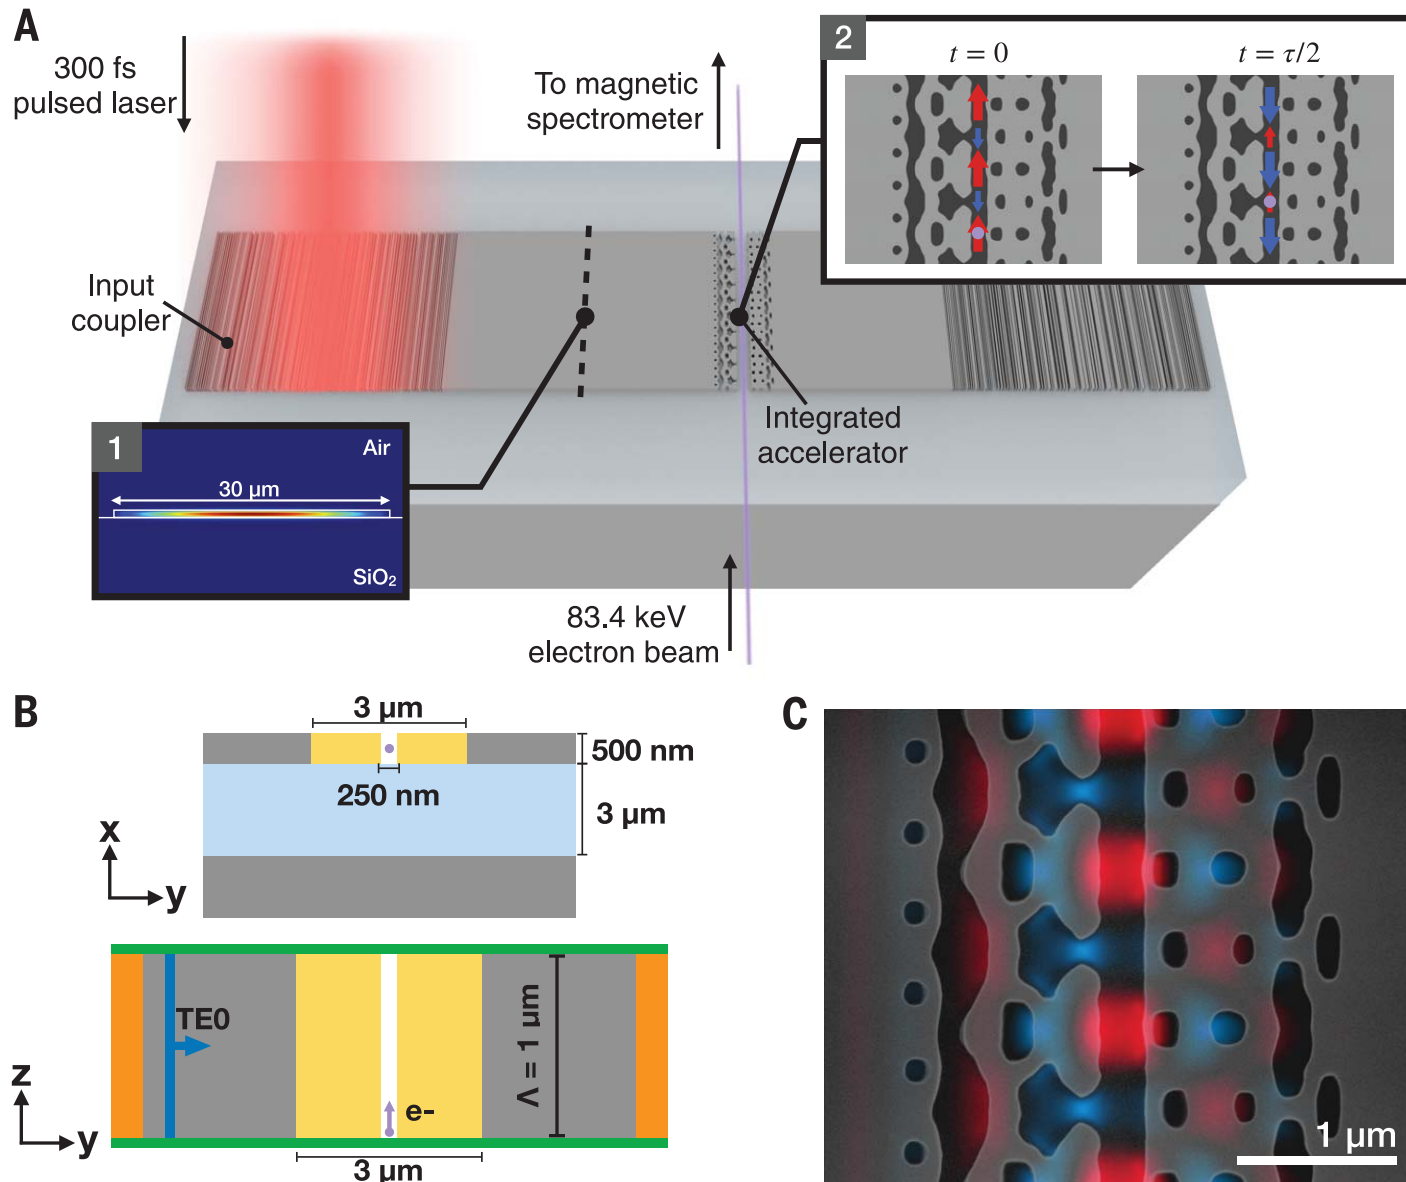 A
300 fs
pulsed laser
To magnetic
spectrometer
2
t = 0
t = τ/2
Input
coupler
Integrated
accelerator
1
Air
30 μm
SiO₂
83.4 keV
electron beam
B
3 μm
500 nm
250 nm
3 μm
x
y
TE0
Λ = 1 μm
e-
z
y
3 μm
C
1 μm